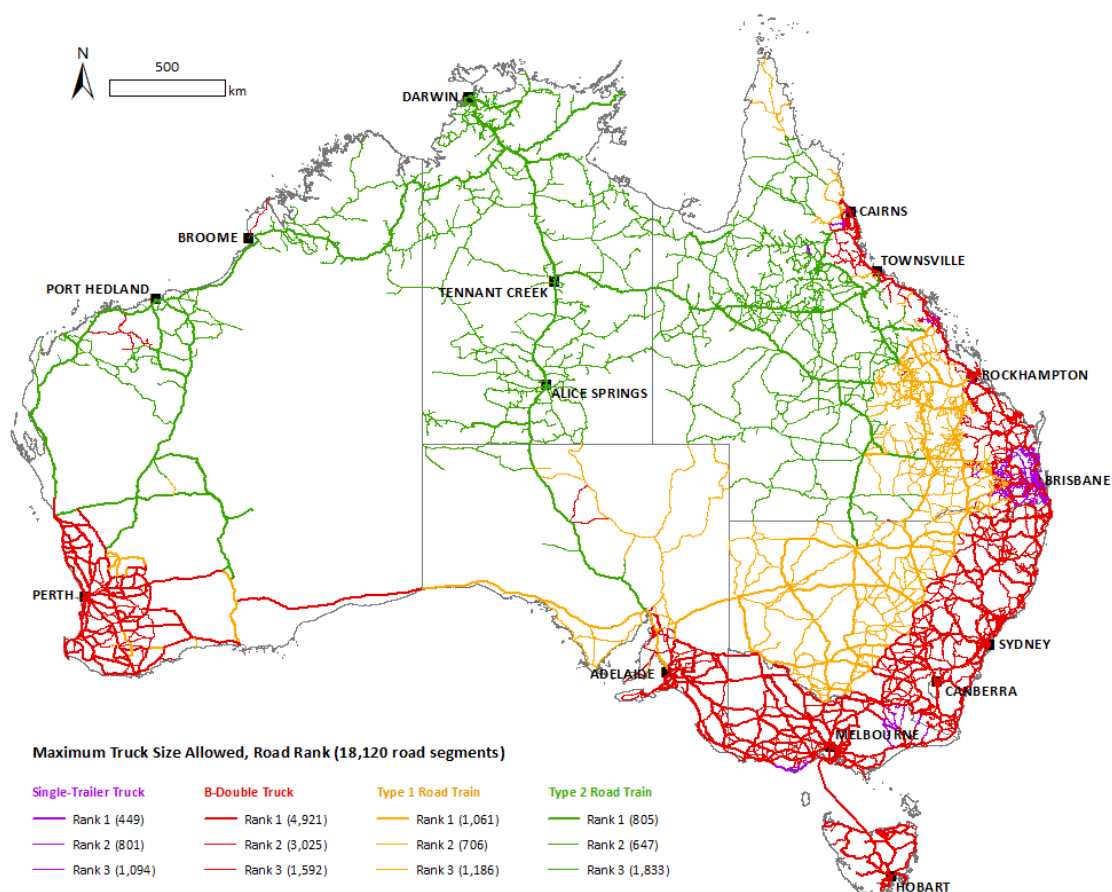 N
500
km
DARWIN
CAIRNS
BROOME
TOWNSVILLE
TENNANT CREEK
PORT HEDLAND
ROCKHAMPTON
ALICE SPRINGS
BRISBANE
PERTH
SYDNEY
ADELAIDE
CANBERRA
MELBOURNE
Maximum Truck Size Allowed, Road Rank (18,120 road segments)
Single-Trailer Truck B-Double Truck Type 1 Road Train Type 2 Road Train
Rank 1 (449) Rank 1 (4,921) Rank 1 (1,061) Rank 1 (805)
Rank 2 (801) Rank 2 (3,025) Rank 2 (706) Rank 2 (647)
Rank 3 (1,094) Rank 3 (1,592) Rank 3 (1,186) Rank 3 (1,833)
HOBART